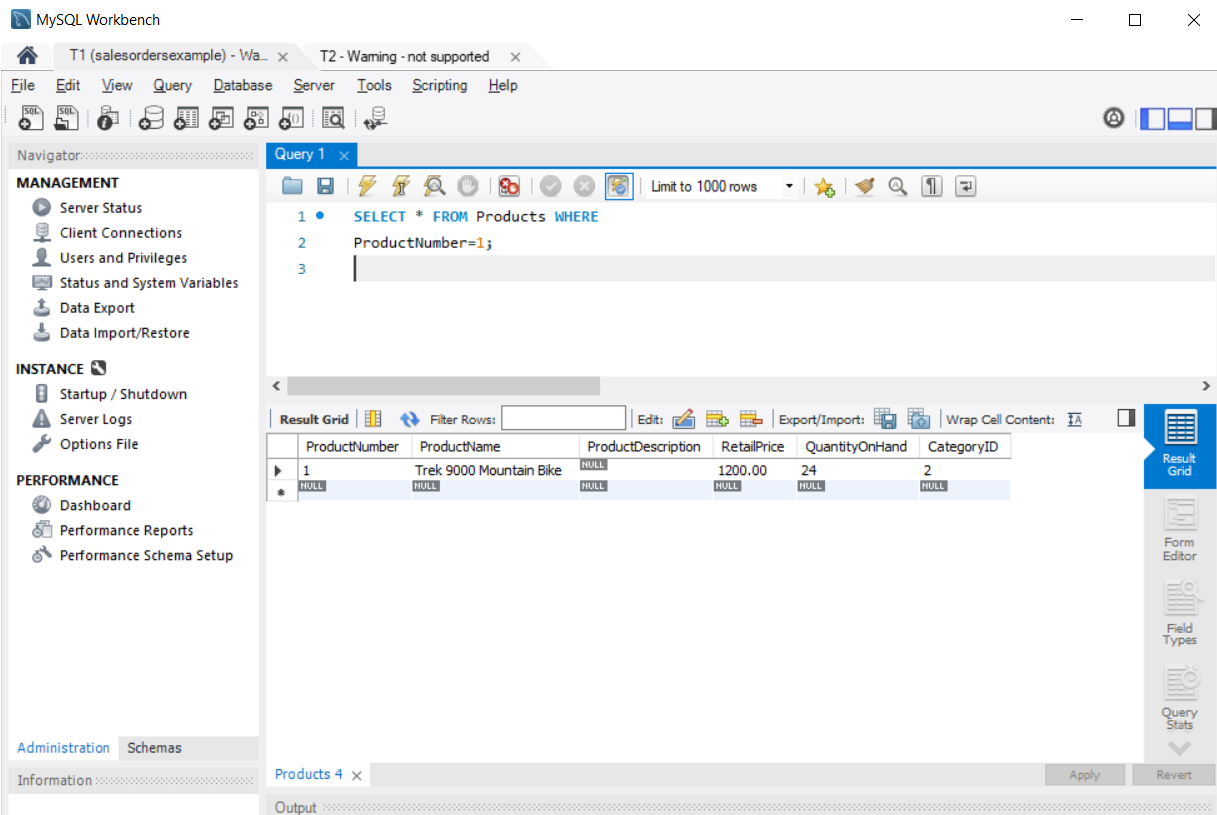 MySQL Workbench
T1 (salesordersexample) - Wa... T2 - Warning - not supported
File Edit View Query Database Server Tools Scripting Help
SQL SQL
Navigator
MANAGEMENT
Server Status
Client Connections
Users and Privileges
Status and System Variables
Data Export
Data Import/Restore
INSTANCE
Startup / Shutdown
Server Logs
Options File
PERFORMANCE
Dashboard
Performance Reports
Performance Schema Setup
Administration Schemas
Information
Query 1
Limit to 1000 rows
1 SELECT * FROM Products WHERE
2 ProductNumber=1;
3
Result Grid Filter Rows: Edit: Export/Import: Wrap Cell Content:
ProductNumber ProductName ProductDescription RetailPrice QuantityOnHand CategoryID
1 Trek 9000 Mountain Bike NULL 1200.00 24 2
NULL NULL NULL NULL NULL NULL
Result
Grid
Form
Editor
Field
Types
Query
Stats
Products 4 Apply Revert
Output